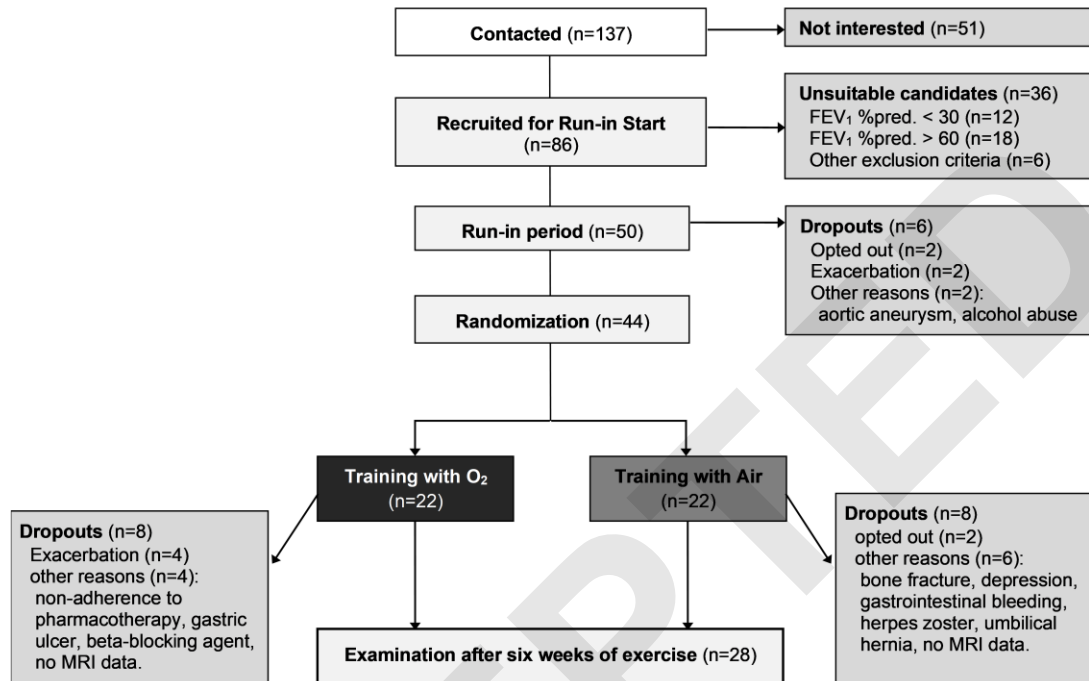 Contacted (n=137)
Not interested (n=51)
Recruited for Run-in Start
(n=86)
Unsuitable candidates (n=36)
FEV₁ %pred. < 30 (n=12)
FEV₁ %pred. > 60 (n=18)
Other exclusion criteria (n=6)
Run-in period (n=50)
Dropouts (n=6)
Opted out (n=2)
Exacerbation (n=2)
Other reasons (n=2):
aortic aneurysm, alcohol abuse
Randomization (n=44)
Training with O₂
(n=22)
Training with Air
(n=22)
Dropouts (n=8)
Exacerbation (n=4)
other reasons (n=4):
non-adherence to
pharmacotherapy, gastric
ulcer, beta-blocking agent,
no MRI data.
Dropouts (n=8)
opted out (n=2)
other reasons (n=6):
bone fracture, depression,
gastrointestinal bleeding,
herpes zoster, umbilical
hernia, no MRI data.
Examination after six weeks of exercise (n=28)
PTED